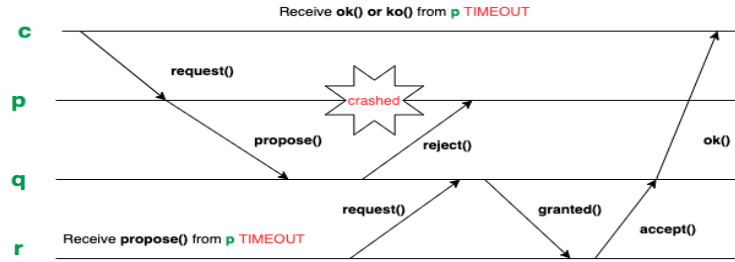 Receive ok() or ko() from p TIMEOUT
c
request()
p
crashed
propose()
reject()
ok()
q
request()
granted()
accept()
Receive propose() from p TIMEOUT
r